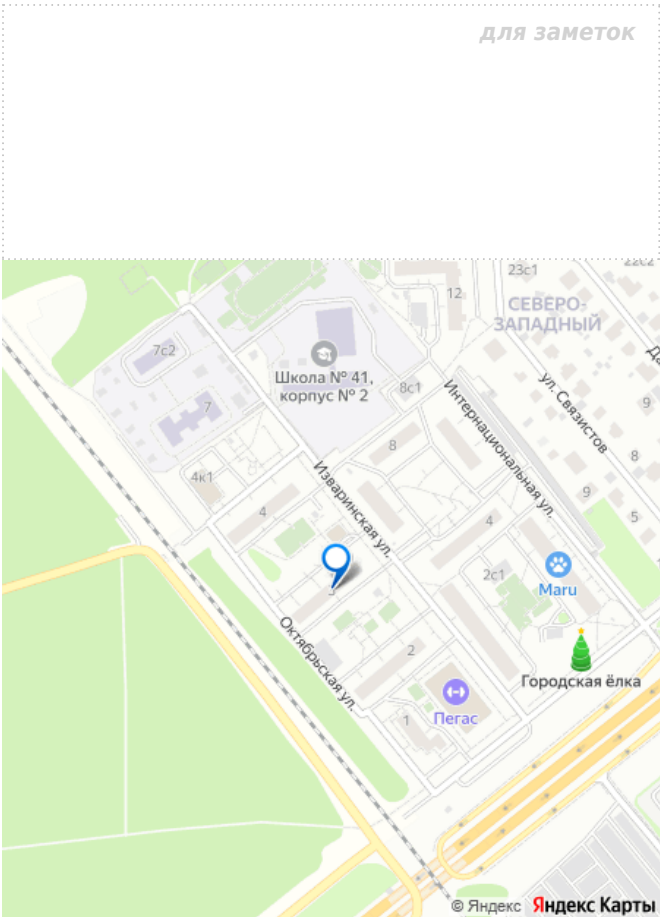 для заметок
22с2
23с1
12
СЕВЕРО-
ЗАПАДНЫЙ
7с2
Школа № 41,
корпус № 2
8с1
Интернациональная ул.
ул. Связистов
9
7
8
8
4к1
Изваринская ул.
9
4
4
5
2с1
Maru
3
Октябрьская ул.
2
Городская ёлка
Пегас
1
© Яндекс Яндекс Карты